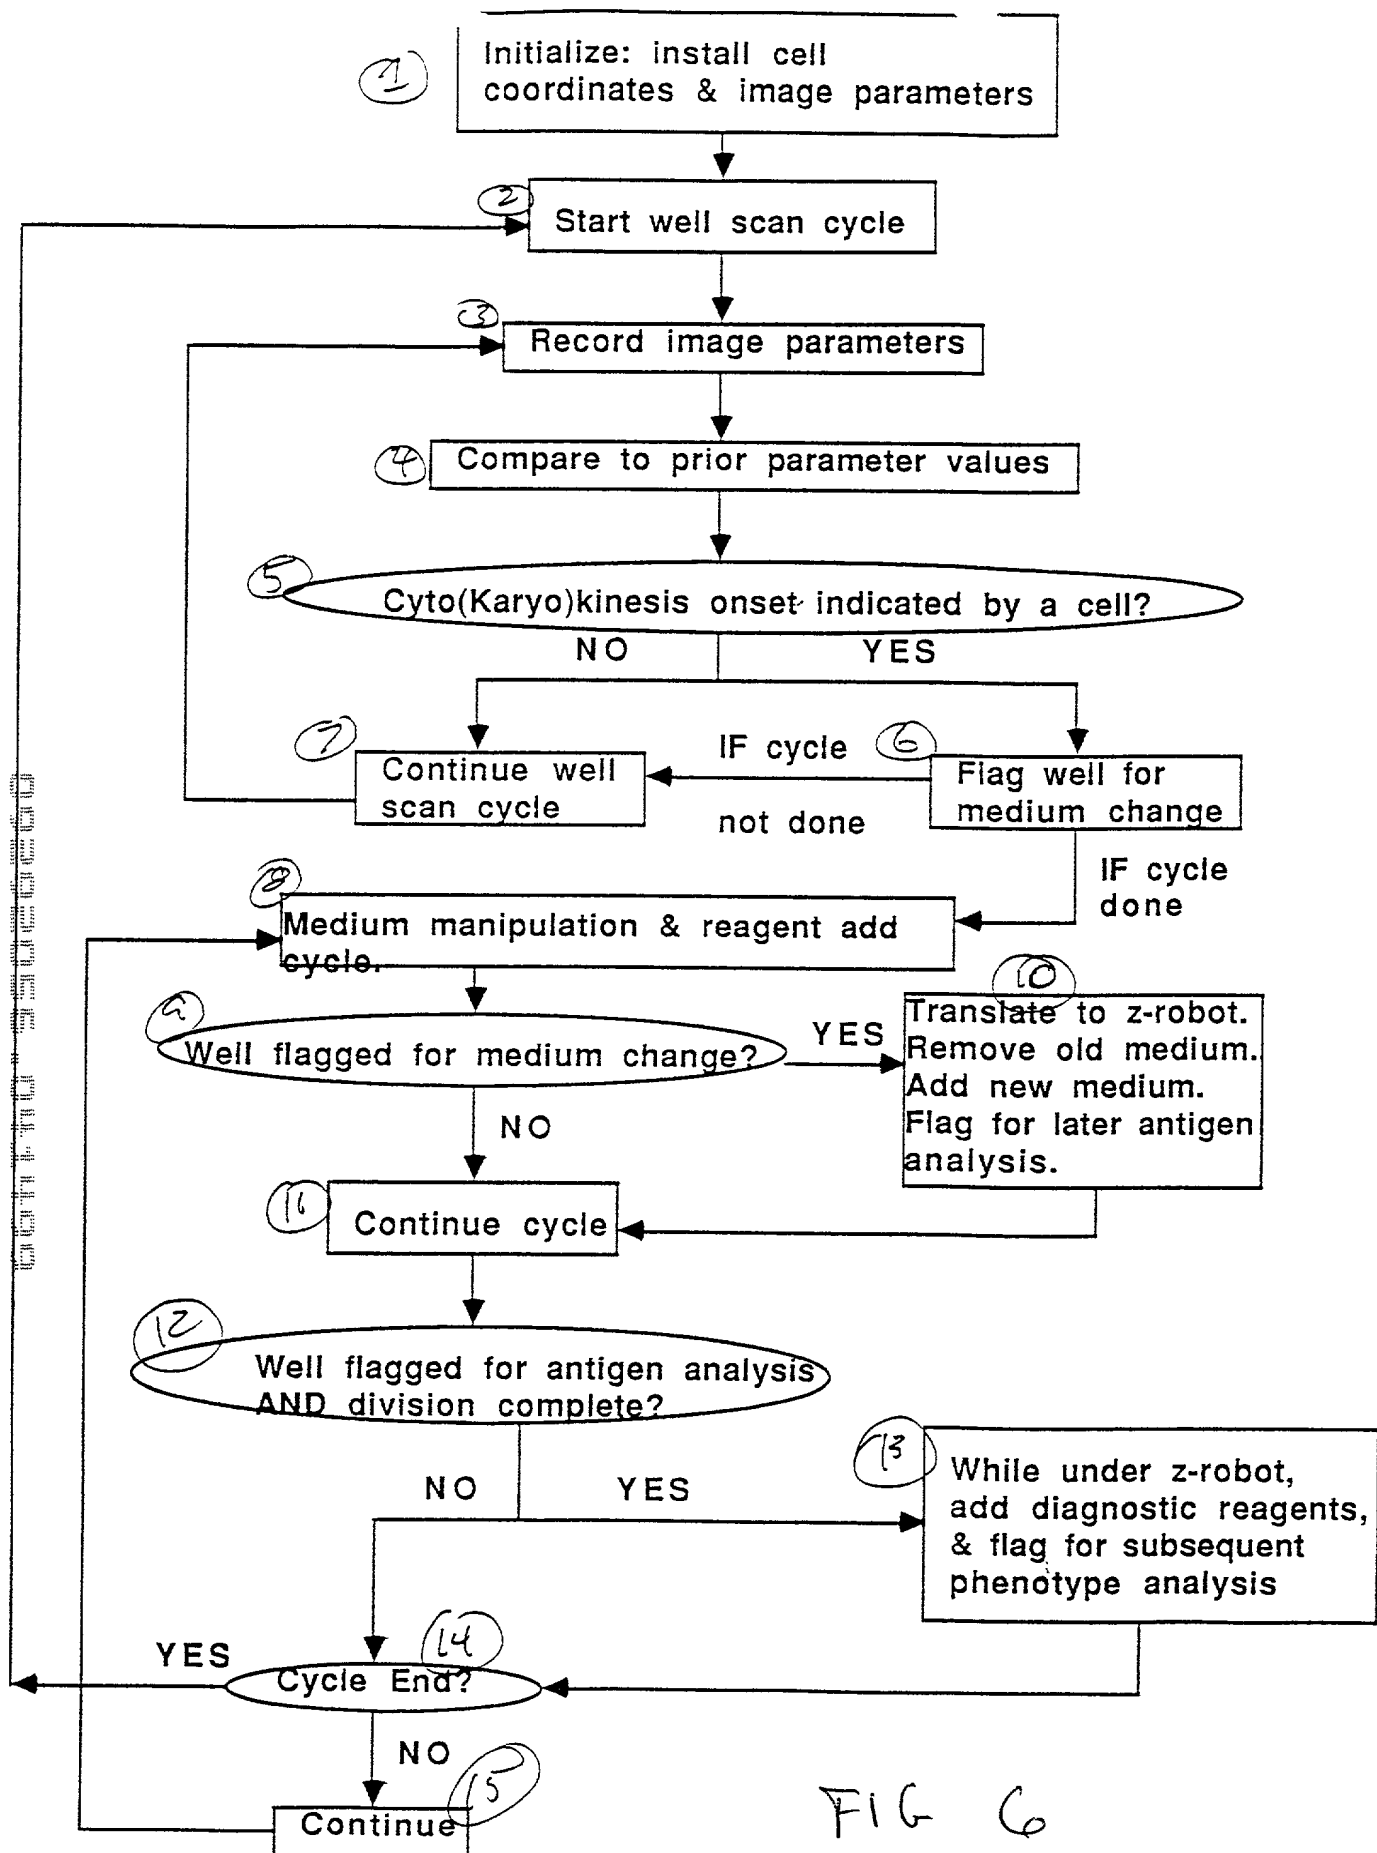 1
Initialize: install cell
coordinates & image parameters
2
Start well scan cycle
3
Record image parameters
4
Compare to prior parameter values
5
Cyto(Karyo)kinesis onset indicated by a cell?
NO
YES
7
Continue well
scan cycle
IF cycle
not done
6
Flag well for
medium change
IF cycle
done
8
Medium manipulation & reagent add
cycle.
9
Well flagged for medium change?
YES
NO
10
Translate to z-robot.
Remove old medium.
Add new medium.
Flag for later antigen
analysis.
11
Continue cycle
12
Well flagged for antigen analysis
AND division complete?
NO
YES
13
While under z-robot,
add diagnostic reagents,
& flag for subsequent
phenotype analysis
14
Cycle End?
YES
NO
15
Continue
FIG 6